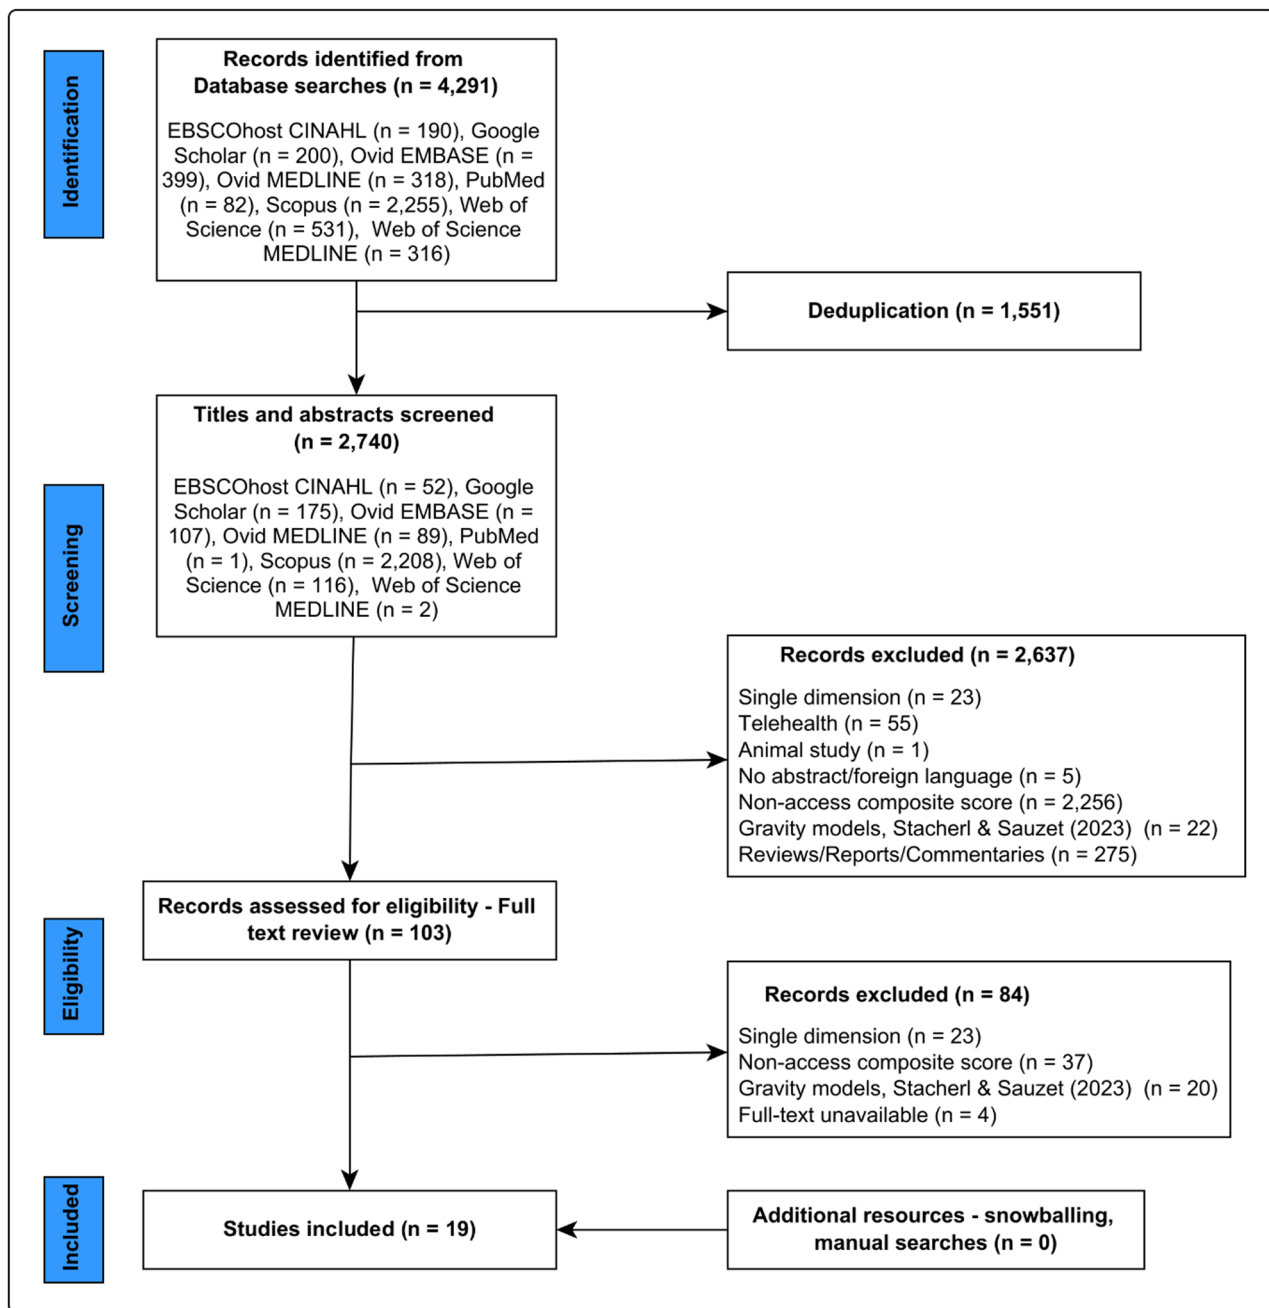 Identification
Records identified from
Database searches (n = 4,291)
EBSCOhost CINAHL (n = 190), Google
Scholar (n = 200), Ovid EMBASE (n =
399), Ovid MEDLINE (n = 318), PubMed
(n = 82), Scopus (n = 2,255), Web of
Science (n = 531),  Web of Science
MEDLINE (n = 316)
Deduplication (n = 1,551)
Screening
Titles and abstracts screened
(n = 2,740)
EBSCOhost CINAHL (n = 52), Google
Scholar (n = 175), Ovid EMBASE (n =
107), Ovid MEDLINE (n = 89), PubMed
(n = 1), Scopus (n = 2,208), Web of
Science (n = 116),  Web of Science
MEDLINE (n = 2)
Records excluded (n = 2,637)
Single dimension (n = 23)
Telehealth (n = 55)
Animal study (n = 1)
No abstract/foreign language (n = 5)
Non-access composite score (n = 2,256)
Gravity models, Stacherl & Sauzet (2023)  (n = 22)
Reviews/Reports/Commentaries (n = 275)
Eligibility
Records assessed for eligibility - Full
text review (n = 103)
Records excluded (n = 84)
Single dimension (n = 23)
Non-access composite score (n = 37)
Gravity models, Stacherl & Sauzet (2023)  (n = 20)
Full-text unavailable (n = 4)
Included
Studies included (n = 19)
Additional resources - snowballing,
manual searches (n = 0)